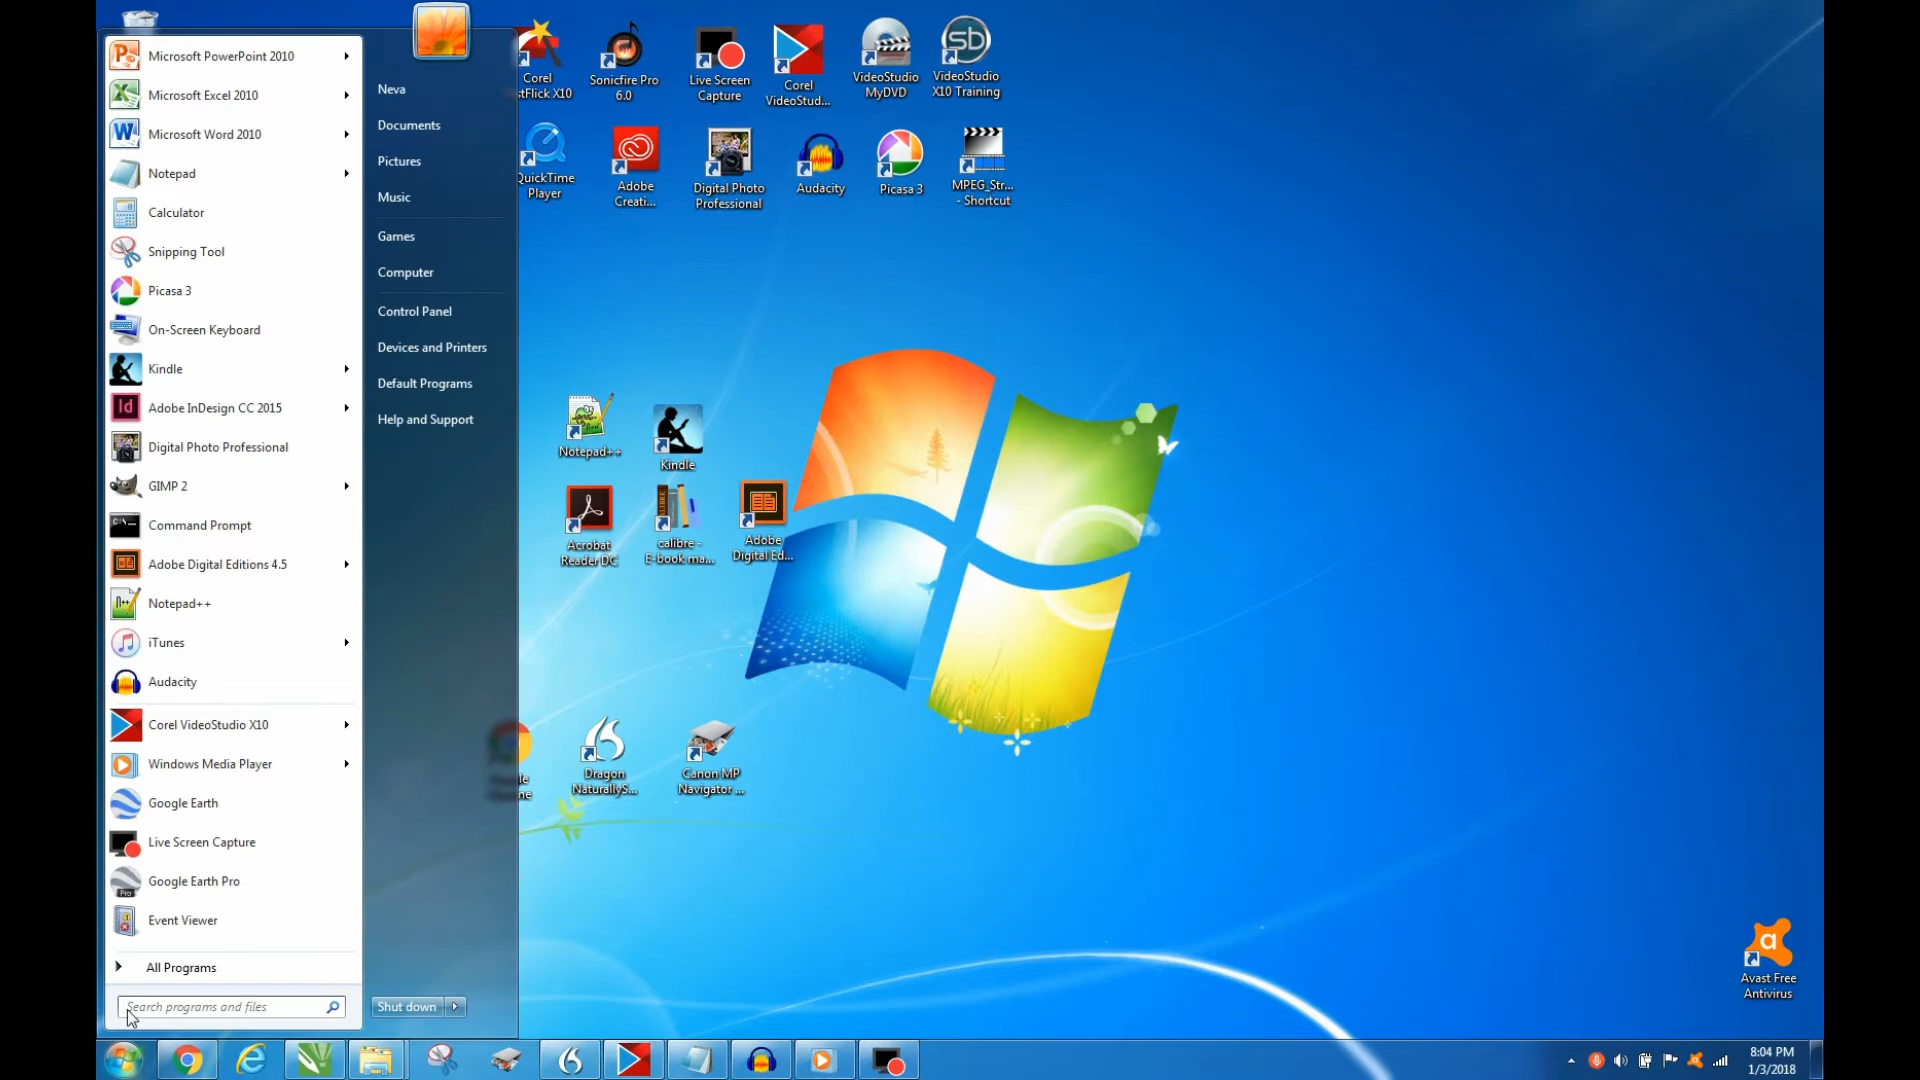 Microsoft PowerPoint 2010
Microsoft Excel 2010
Microsoft Word 2010
Notepad
Calculator
Snipping Tool
Picasa 3
On-Screen Keyboard
Kindle
Adobe InDesign CC 2015
Digital Photo Professional
GIMP 2
Command Prompt
Adobe Digital Editions 4.5
Notepad++
iTunes
Audacity
Corel VideoStudio X10
Windows Media Player
Google Earth
Live Screen Capture
Google Earth Pro
Event Viewer
All Programs
Search programs and files
Neva
Documents
Pictures
Music
Games
Computer
Control Panel
Devices and Printers
Default Programs
Help and Support
Shut down
Corel
stFlick X10
Sonicfire Pro
6.0
Live Screen
Capture
Corel
VideoStud...
VideoStudio
MyDVD
VideoStudio
X10 Training
QuickTime
Player
Adobe
Creati...
Digital Photo
Professional
Audacity
Picasa 3
MPEG_Str...
- Shortcut
Notepad++
Kindle
Acrobat
Reader DC
calibre -
E-book ma...
Adobe
Digital Ed...
Dragon
NaturallyS...
Canon MP
Navigator ...
Avast Free
Antivirus
8:04 PM
1/3/2018